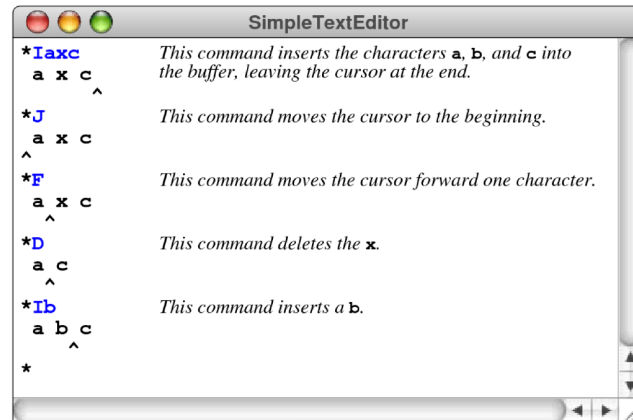 SimpleTextEditor
*Iaxc This command inserts the characters a, b, and c into
a x c the buffer, leaving the cursor at the end.
^
*J This command moves the cursor to the beginning.
a x c
^
*F This command moves the cursor forward one character.
a x c
^
*D This command deletes the x.
a c
^
*Ib This command inserts a b.
a b c
^
*